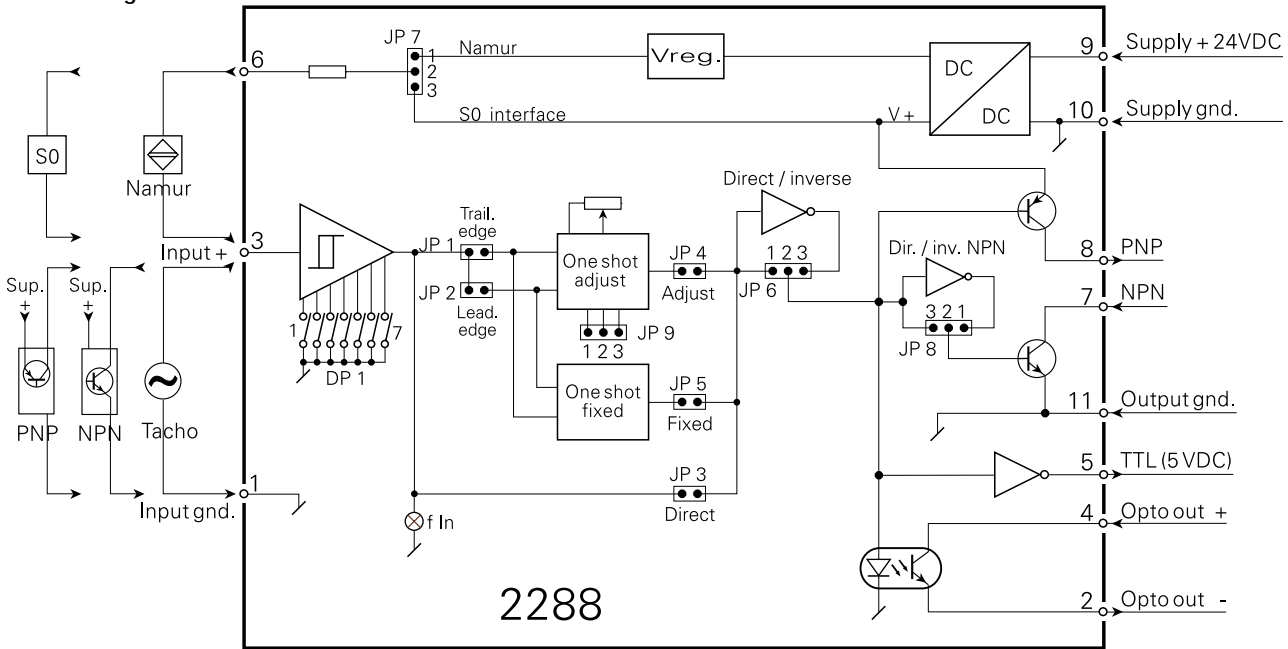 g
JP 7
6
1
2
3
Namur
Vreg.
DC
DC
9
Supply + 24VDC
S0 interface
V +
10
Supply gnd.
S0
Namur
Direct / inverse
3
Input +
JP 1
Trail.
edge
One shot
adjust
JP 4
Adjust
1 2 3
JP 6
Dir. / inv. NPN
8
PNP
7
NPN
JP 2
Lead.
edge
3 2 1
JP 8
Sup.
+
Sup.
+
1
7
DP 1
JP 9
1 2 3
One shot
fixed
JP 5
Fixed
PNP
NPN
Tacho
11
Output gnd.
1
Input gnd.
JP 3
Direct
5
TTL (5 VDC)
f In
4
Opto out +
2288
2
Opto out -